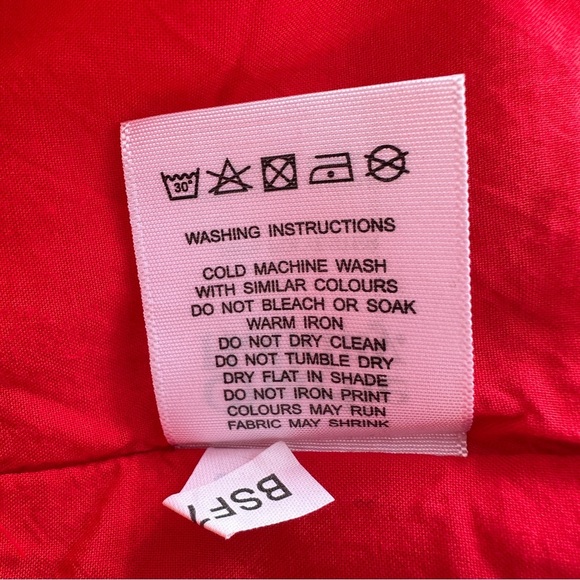 30°
WASHING INSTRUCTIONS
COLD MACHINE WASH
WITH SIMILAR COLOURS
DO NOT BLEACH OR SOAK
WARM IRON
DO NOT DRY CLEAN
DO NOT TUMBLE DRY
DRY FLAT IN SHADE
DO NOT IRON PRINT
COLOURS MAY RUN
FABRIC MAY SHRINK
BSF